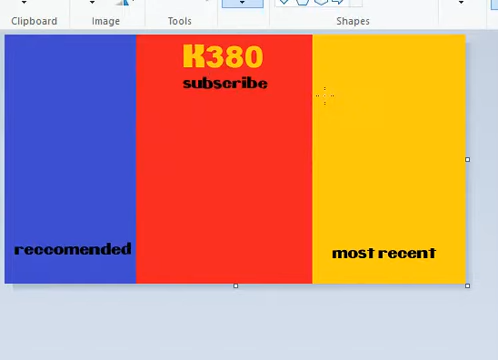 Clipboard
Image
Tools
Shapes
K380
subscribe
reccomended
most recent